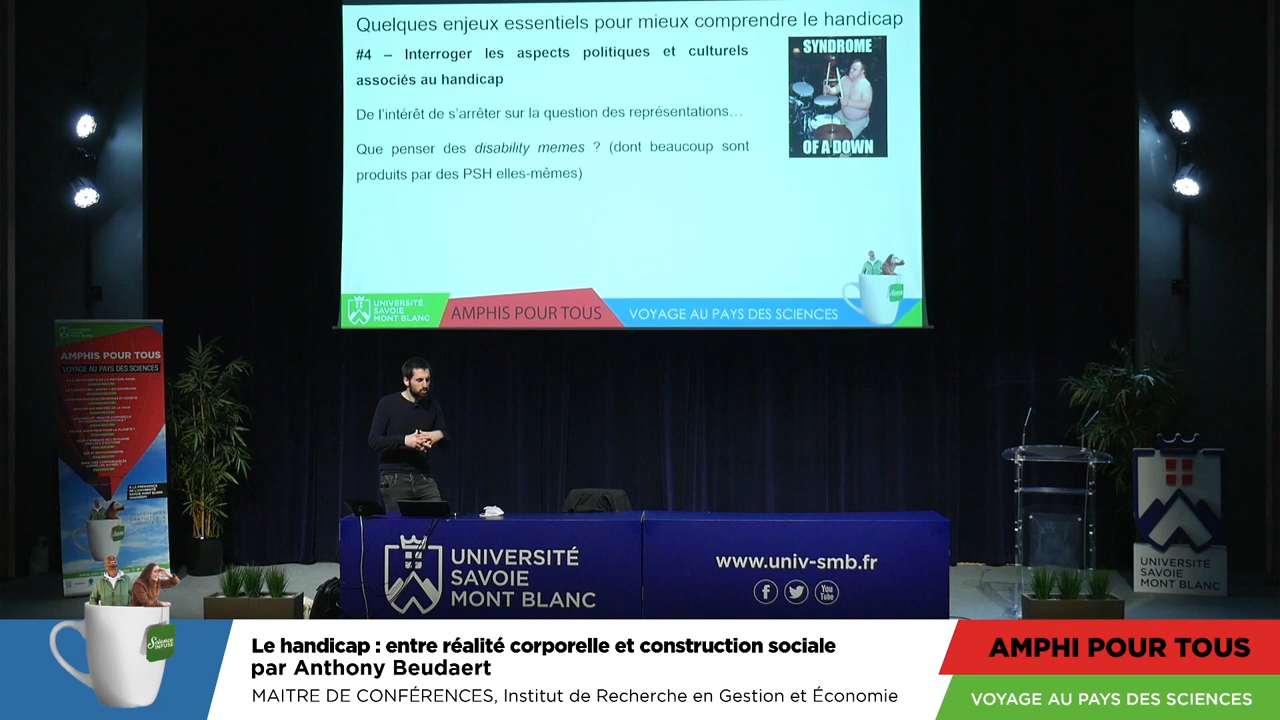 Quelques enjeux essentiels pour mieux comprendre le handicap
#4 – Interroger les aspects politiques et culturels
associés au handicap
De l'intérêt de s'arrêter sur la question des représentations…
Que penser des disability memes ? (dont beaucoup sont
produits par des PSH elles-mêmes)
SYNDROME
OF A DOWN
UNIVERSITÉ
SAVOIE
MONT BLANC
AMPHIS POUR TOUS
VOYAGE AU PAYS DES SCIENCES
AMPHIS POUR TOUS
VOYAGE AU PAYS DES SCIENCES
UNIVERSITÉ
SAVOIE
MONT BLANC
www.univ-smb.fr
You
Tube
UNIVERSITÉ
SAVOIE
MONT BLANC
Science
INFUSE
Le handicap : entre réalité corporelle et construction sociale
par Anthony Beudaert
MAITRE DE CONFÉRENCES, Institut de Recherche en Gestion et Économie
AMPHI POUR TOUS
VOYAGE AU PAYS DES SCIENCES